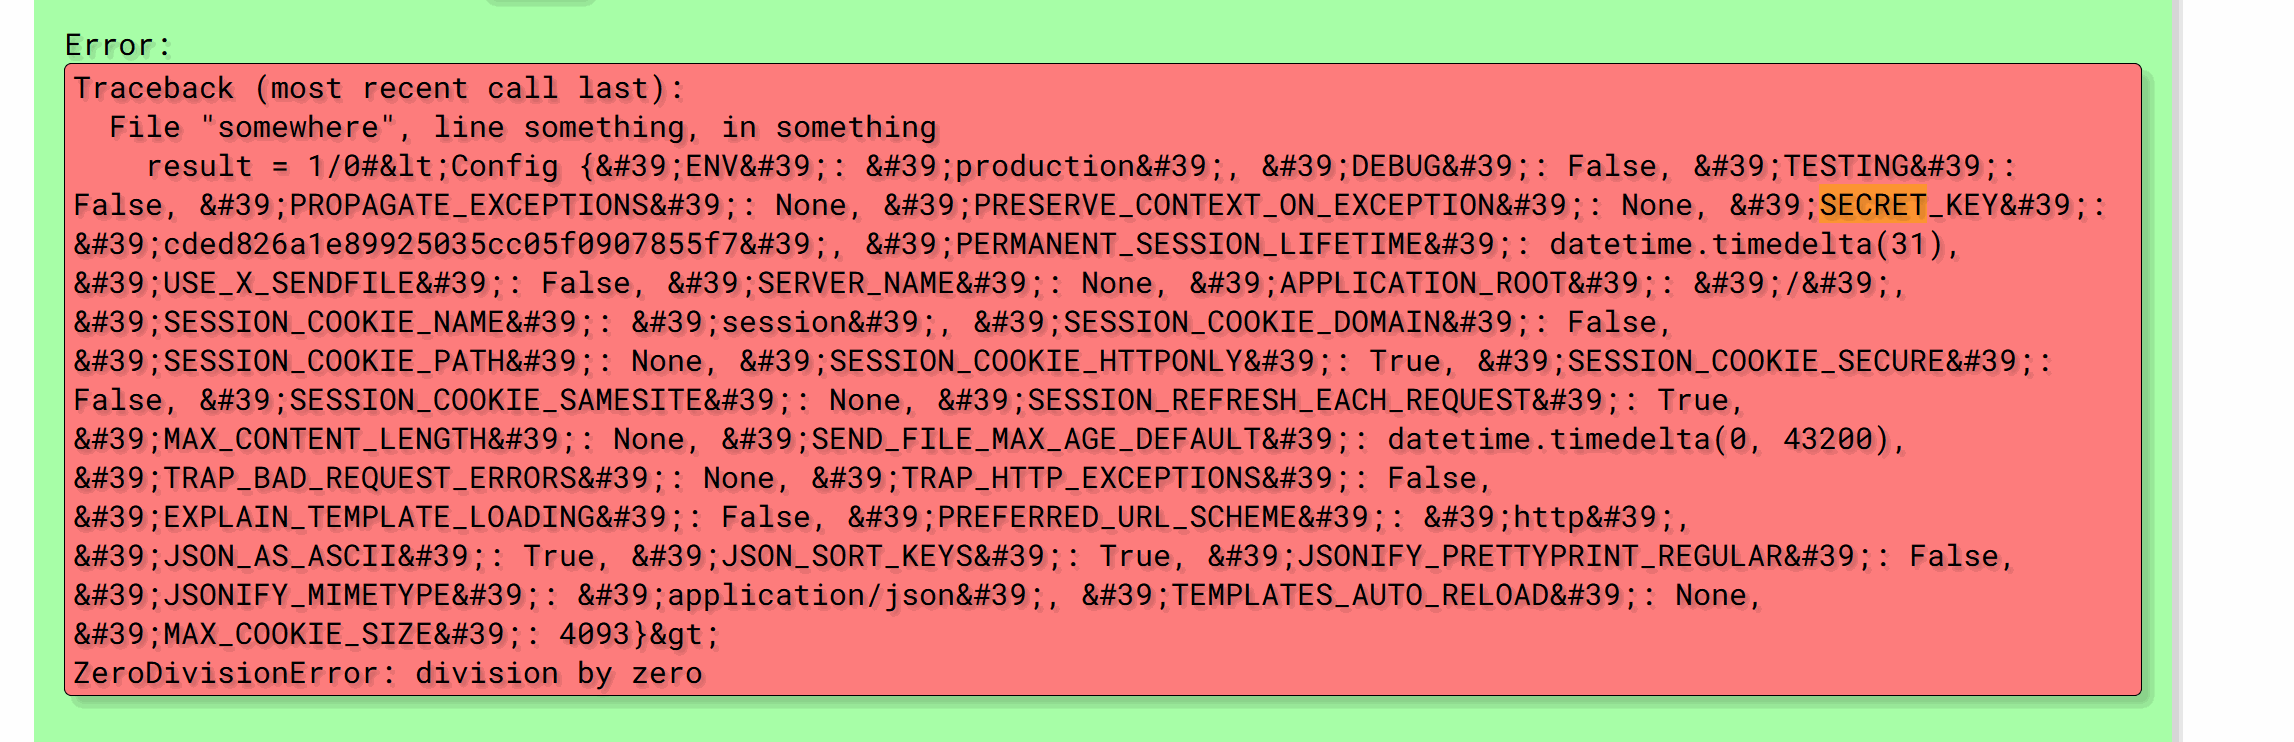 Error:
Traceback (most recent call last):
  File "somewhere", line something, in something
    result = 1/0#&lt;Config {&#39;ENV&#39;: &#39;production&#39;, &#39;DEBUG&#39;: False, &#39;TESTING&#39;:
False, &#39;PROPAGATE_EXCEPTIONS&#39;: None, &#39;PRESERVE_CONTEXT_ON_EXCEPTION&#39;: None, &#39;SECRET_KEY&#39;:
&#39;cded826a1e89925035cc05f0907855f7&#39;, &#39;PERMANENT_SESSION_LIFETIME&#39;: datetime.timedelta(31),
&#39;USE_X_SENDFILE&#39;: False, &#39;SERVER_NAME&#39;: None, &#39;APPLICATION_ROOT&#39;: &#39;/&#39;,
&#39;SESSION_COOKIE_NAME&#39;: &#39;session&#39;, &#39;SESSION_COOKIE_DOMAIN&#39;: False,
&#39;SESSION_COOKIE_PATH&#39;: None, &#39;SESSION_COOKIE_HTTPONLY&#39;: True, &#39;SESSION_COOKIE_SECURE&#39;:
False, &#39;SESSION_COOKIE_SAMESITE&#39;: None, &#39;SESSION_REFRESH_EACH_REQUEST&#39;: True,
&#39;MAX_CONTENT_LENGTH&#39;: None, &#39;SEND_FILE_MAX_AGE_DEFAULT&#39;: datetime.timedelta(0, 43200),
&#39;TRAP_BAD_REQUEST_ERRORS&#39;: None, &#39;TRAP_HTTP_EXCEPTIONS&#39;: False,
&#39;EXPLAIN_TEMPLATE_LOADING&#39;: False, &#39;PREFERRED_URL_SCHEME&#39;: &#39;http&#39;,
&#39;JSON_AS_ASCII&#39;: True, &#39;JSON_SORT_KEYS&#39;: True, &#39;JSONIFY_PRETTYPRINT_REGULAR&#39;: False,
&#39;JSONIFY_MIMETYPE&#39;: &#39;application/json&#39;, &#39;TEMPLATES_AUTO_RELOAD&#39;: None,
&#39;MAX_COOKIE_SIZE&#39;: 4093}&gt;
ZeroDivisionError: division by zero